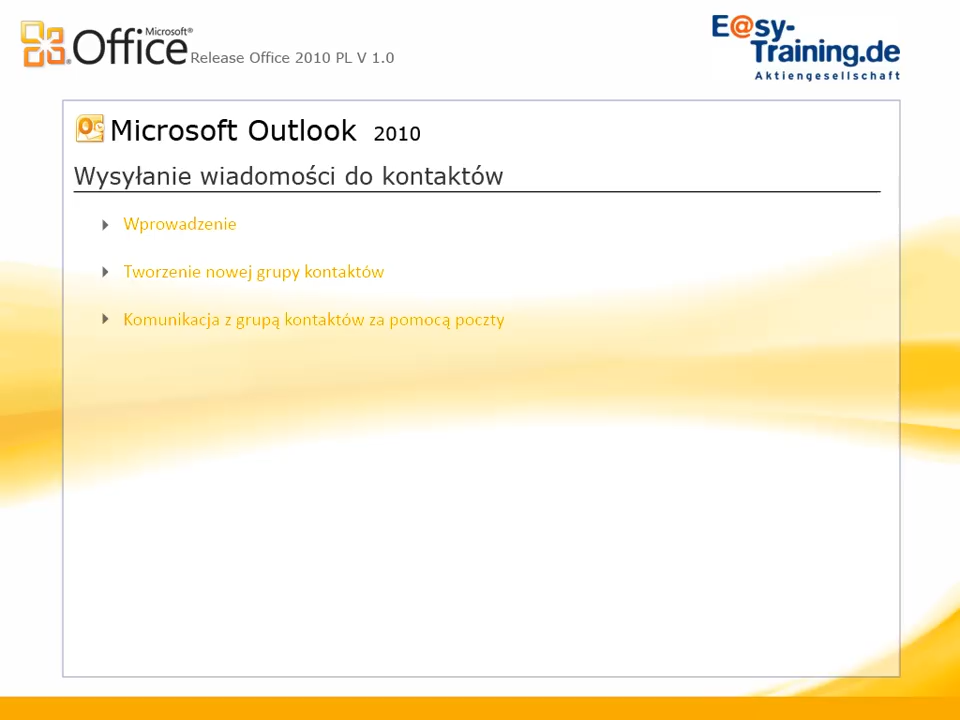 Microsoft®
Office
Release Office 2010 PL V 1.0
E@sy-
Training.de
Aktiengesellschaft
Microsoft Outlook 2010
Wysyłanie wiadomości do kontaktów
Wprowadzenie
Tworzenie nowej grupy kontaktów
Komunikacja z grupą kontaktów za pomocą poczty